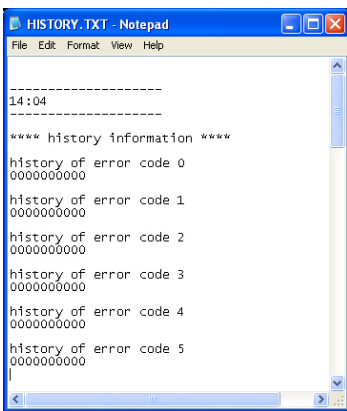 HISTORY.TXT - Notepad
File Edit Format View Help
---------------------
14:04
---------------------
**** history information ****
history of error code 0
0000000000
history of error code 1
0000000000
history of error code 2
0000000000
history of error code 3
0000000000
history of error code 4
0000000000
history of error code 5
0000000000